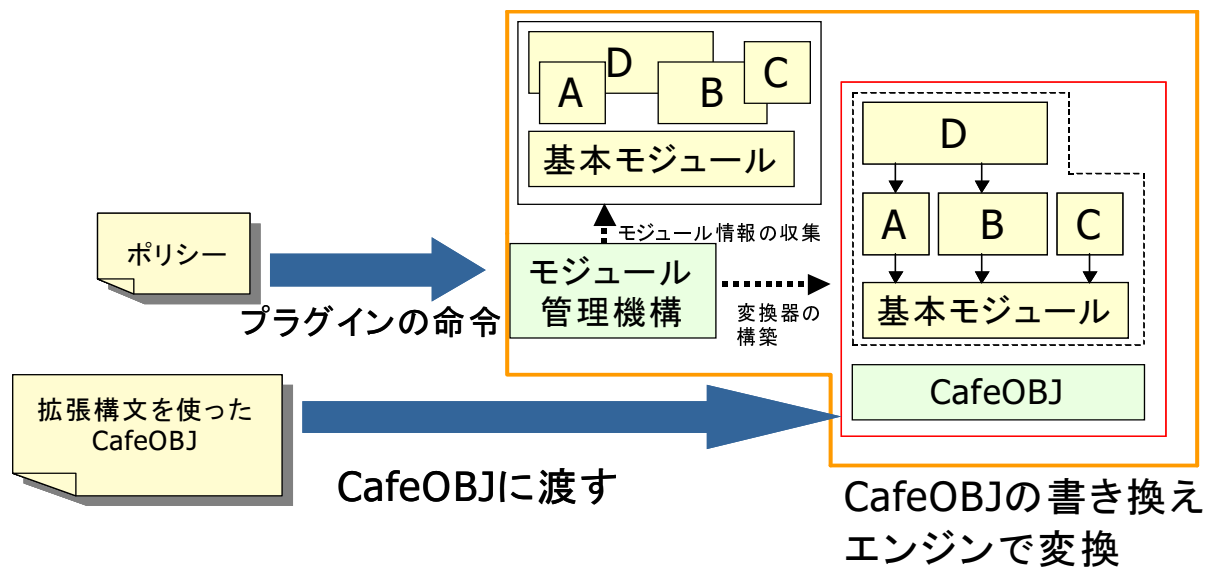 D
A
B
C
基本モジュール
D
A
B
C
基本モジュール
CafeOBJ
ポリシー
プラグインの命令
モジュール情報の収集
モジュール
管理機構
変換器の
構築
拡張構文を使った
CafeOBJ
CafeOBJに渡す
CafeOBJの書き換え
エンジンで変換